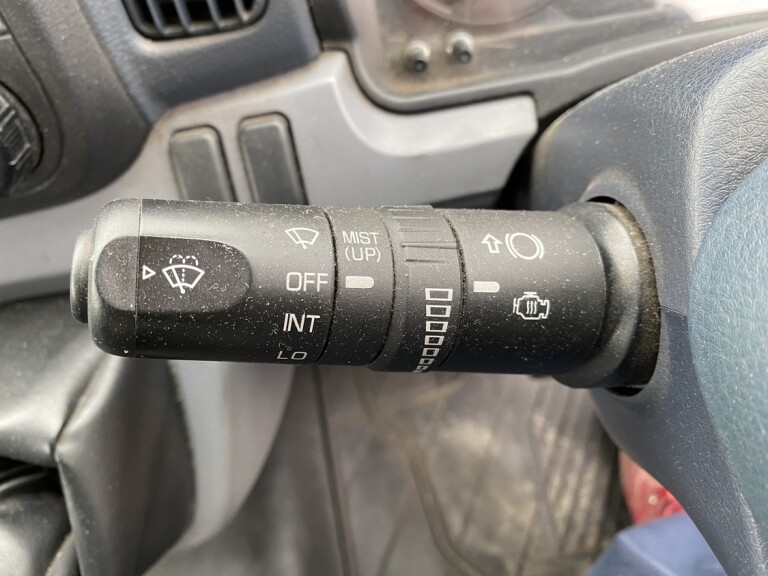 MIST
(UP)
OFF
INT
LO